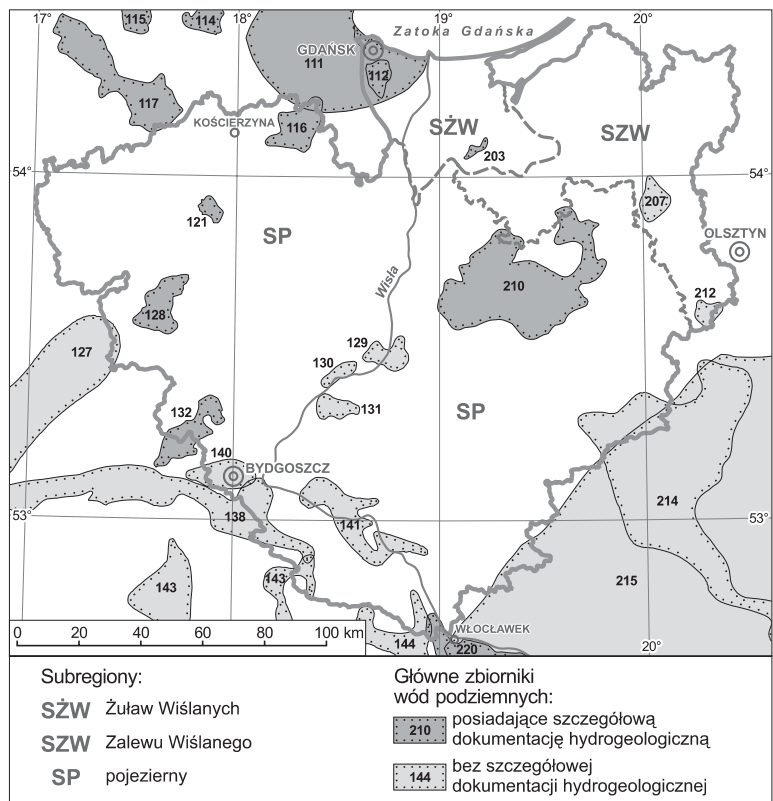 17° 18° 19° 20°
Zatoka Gdańska
115 114
GDAŃSK
111
112
117
KOŚCIERZYNA
116
SŻW SZW
203
54° 54°
207
121
SP
OLSZTYN
Wisła
210
212
128
129
127
130
131
132
SP
140
BYDGOSZCZ
214
53° 138 141 53°
143 143 215
WŁOCŁAWEK
0 20 40 60 80 100 km
144 220 20°
Subregiony:
SŻW Żuław Wiślanych
SZW Zalewu Wiślanego
SP pojezierny
Główne zbiorniki
wód podziemnych:
210 posiadające szczegółową
dokumentację hydrogeologiczną
144 bez szczegółowej
dokumentacji hydrogeologicznej